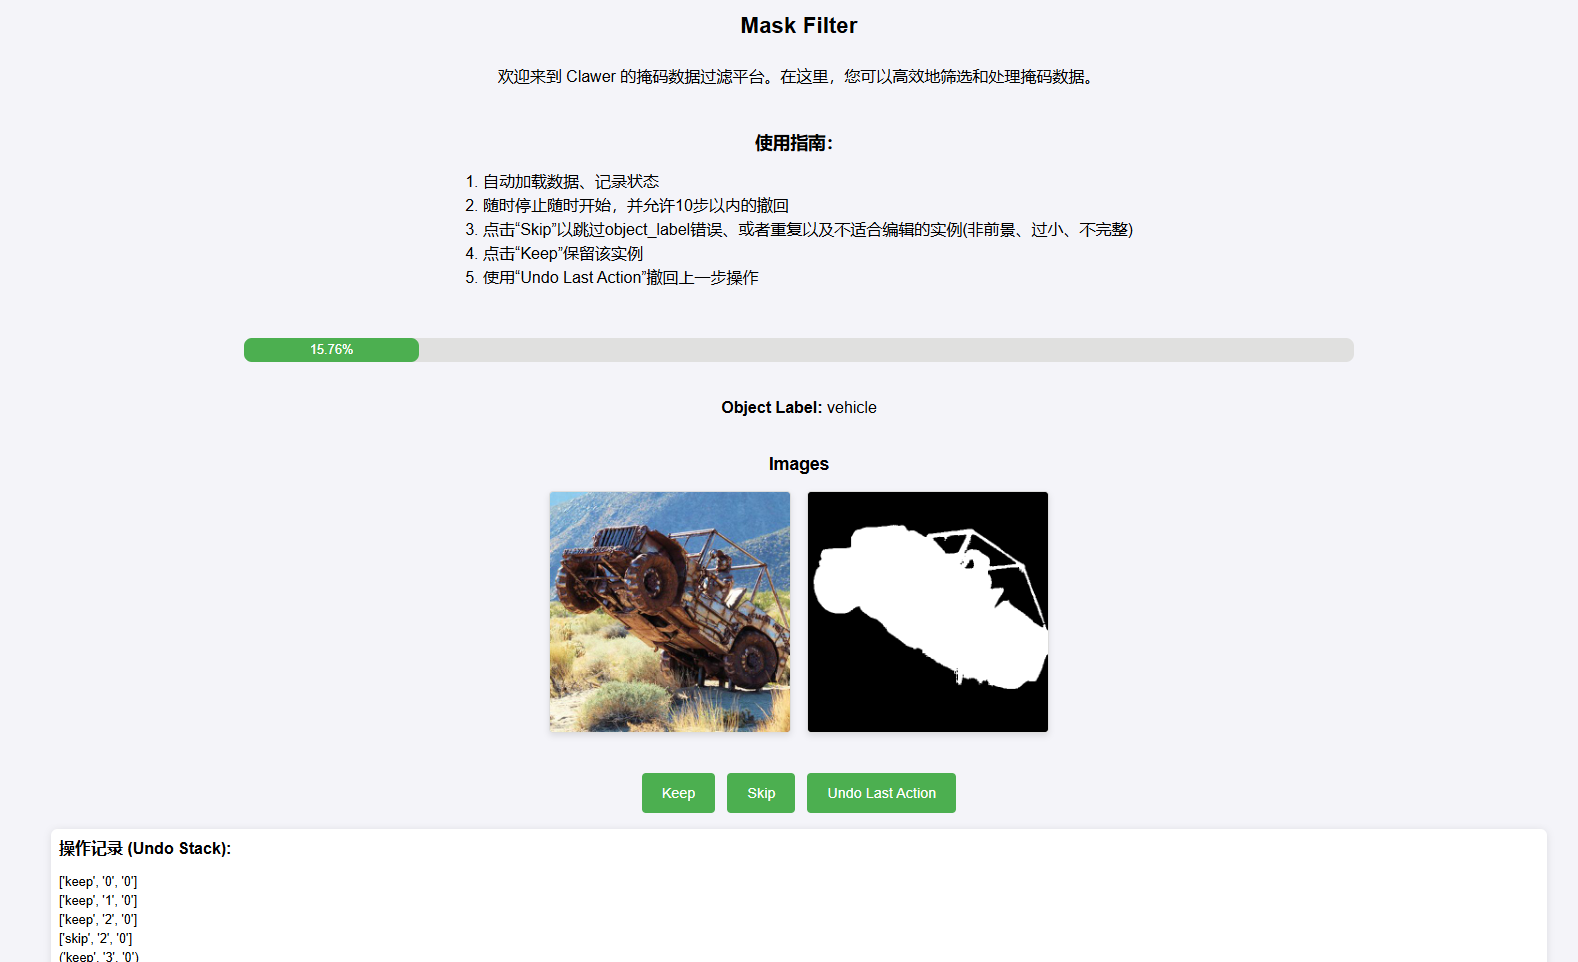 Mask Filter
欢迎来到 Clawer 的掩码数据过滤平台。在这里，您可以高效地筛选和处理掩码数据。
使用指南：
1. 自动加载数据、记录状态
2. 随时停止随时开始，并允许10步以内的撤回
3. 点击“Skip”以跳过object_label错误、或者重复以及不适合编辑的实例(非前景、过小、不完整)
4. 点击“Keep”保留该实例
5. 使用“Undo Last Action”撤回上一步操作
15.76%
Object Label: vehicle
Images
Keep Skip Undo Last Action
操作记录 (Undo Stack):
['keep', '0', '0']
['keep', '1', '0']
['keep', '2', '0']
['skip', '2', '0']
('keep', '3', '0')